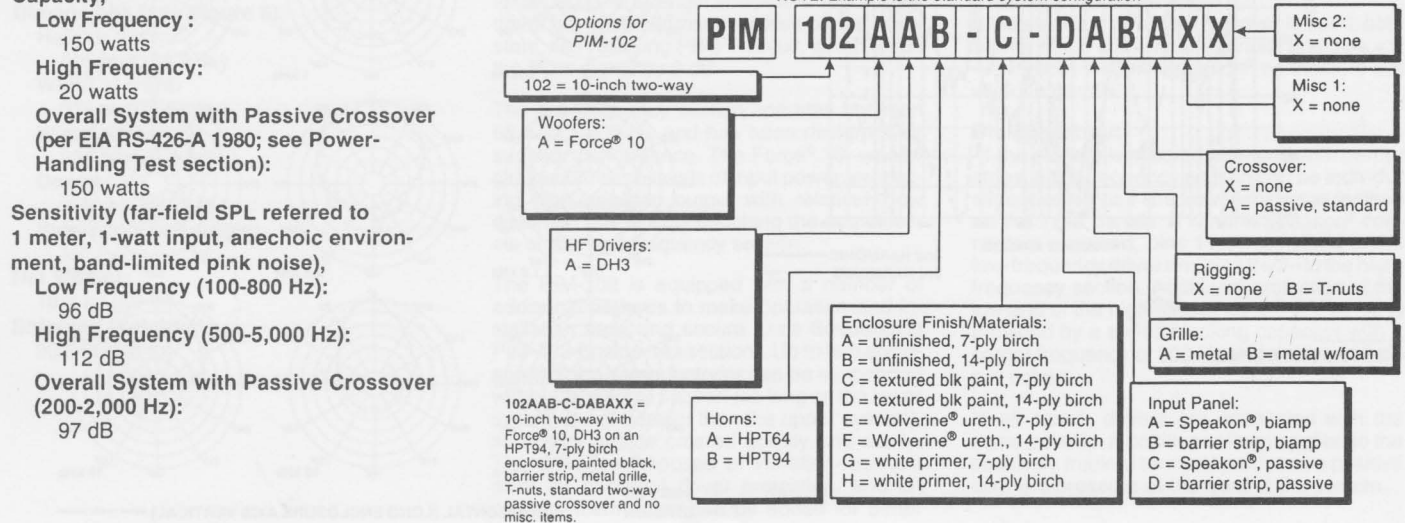 Low Frequency :
150 watts
High Frequency:
20 watts
Overall System with Passive Crossover
(per EIA RS-426-A 1980; see Power-
Handling Test section):
150 watts
Sensitivity (far-field SPL referred to
1 meter, 1-watt input, anechoic environ-
ment, band-limited pink noise),
Low Frequency (100-800 Hz):
96 dB
High Frequency (500-5,000 Hz):
112 dB
Overall System with Passive Crossover
(200-2,000 Hz):
97 dB
Options for
PIM-102
PIM 102 A A B - C - D A B A X X
102 = 10-inch two-way
Woofers:
A = Force® 10
HF Drivers:
A = DH3
102AAB-C-DABAXX =
10-inch two-way with
Force® 10, DH3 on an
HPT94, 7-ply birch
enclosure, painted black,
barrier strip, metal grille,
T-nuts, standard two-way
passive crossover and no
misc. items.
Horns:
A = HPT64
B = HPT94
Enclosure Finish/Materials:
A = unfinished, 7-ply birch
B = unfinished, 14-ply birch
C = textured blk paint, 7-ply birch
D = textured blk paint, 14-ply birch
E = Wolverine® ureth., 7-ply birch
F = Wolverine® ureth., 14-ply birch
G = white primer, 7-ply birch
H = white primer, 14-ply birch
Misc 2:
X = none
Misc 1:
X = none
Crossover:
X = none
A = passive, standard
Rigging:
X = none B = T-nuts
Grille:
A = metal B = metal w/foam
Input Panel:
A = Speakon®, biamp
B = barrier strip, biamp
C = Speakon®, passive
D = barrier strip, passive